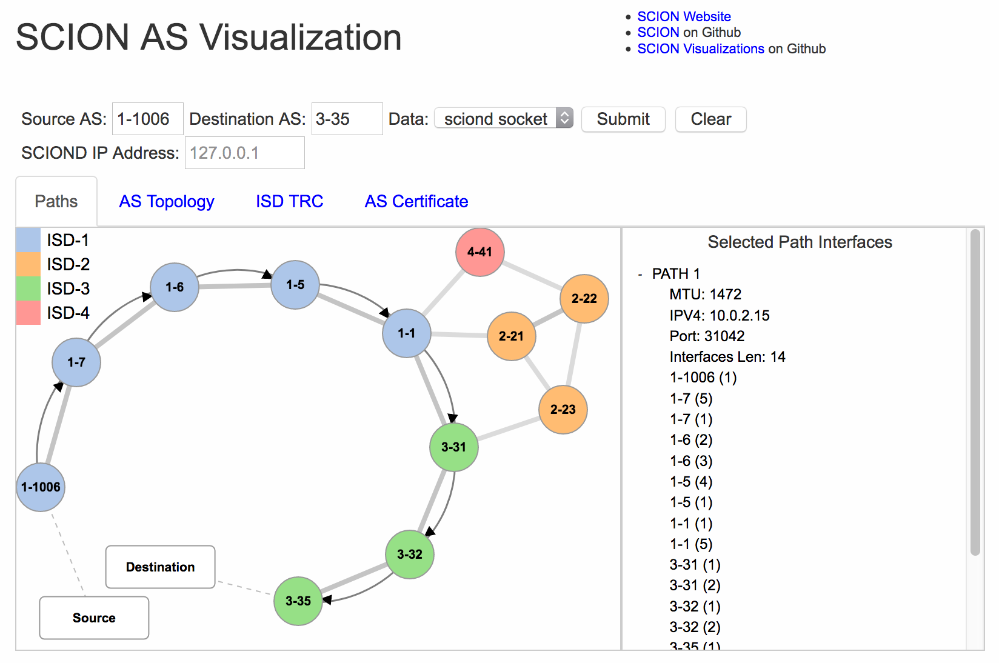 SCION AS Visualization
SCION Website
SCION on Github
SCION Visualizations on Github
Source AS: 1-1006 Destination AS: 3-35 Data: sciond socket Submit Clear
SCIOND IP Address: 127.0.0.1
Paths AS Topology ISD TRC AS Certificate
ISD-1
ISD-2
ISD-3
ISD-4
4-41
1-6
1-5
2-22
1-1
2-21
1-7
2-23
3-31
1-1006
3-32
Destination
3-35
Source
Selected Path Interfaces
- PATH 1
MTU: 1472
IPV4: 10.0.2.15
Port: 31042
Interfaces Len: 14
1-1006 (1)
1-7 (5)
1-7 (1)
1-6 (2)
1-6 (3)
1-5 (4)
1-5 (1)
1-1 (1)
1-1 (5)
3-31 (1)
3-31 (2)
3-32 (1)
3-32 (2)
3-35 (1)